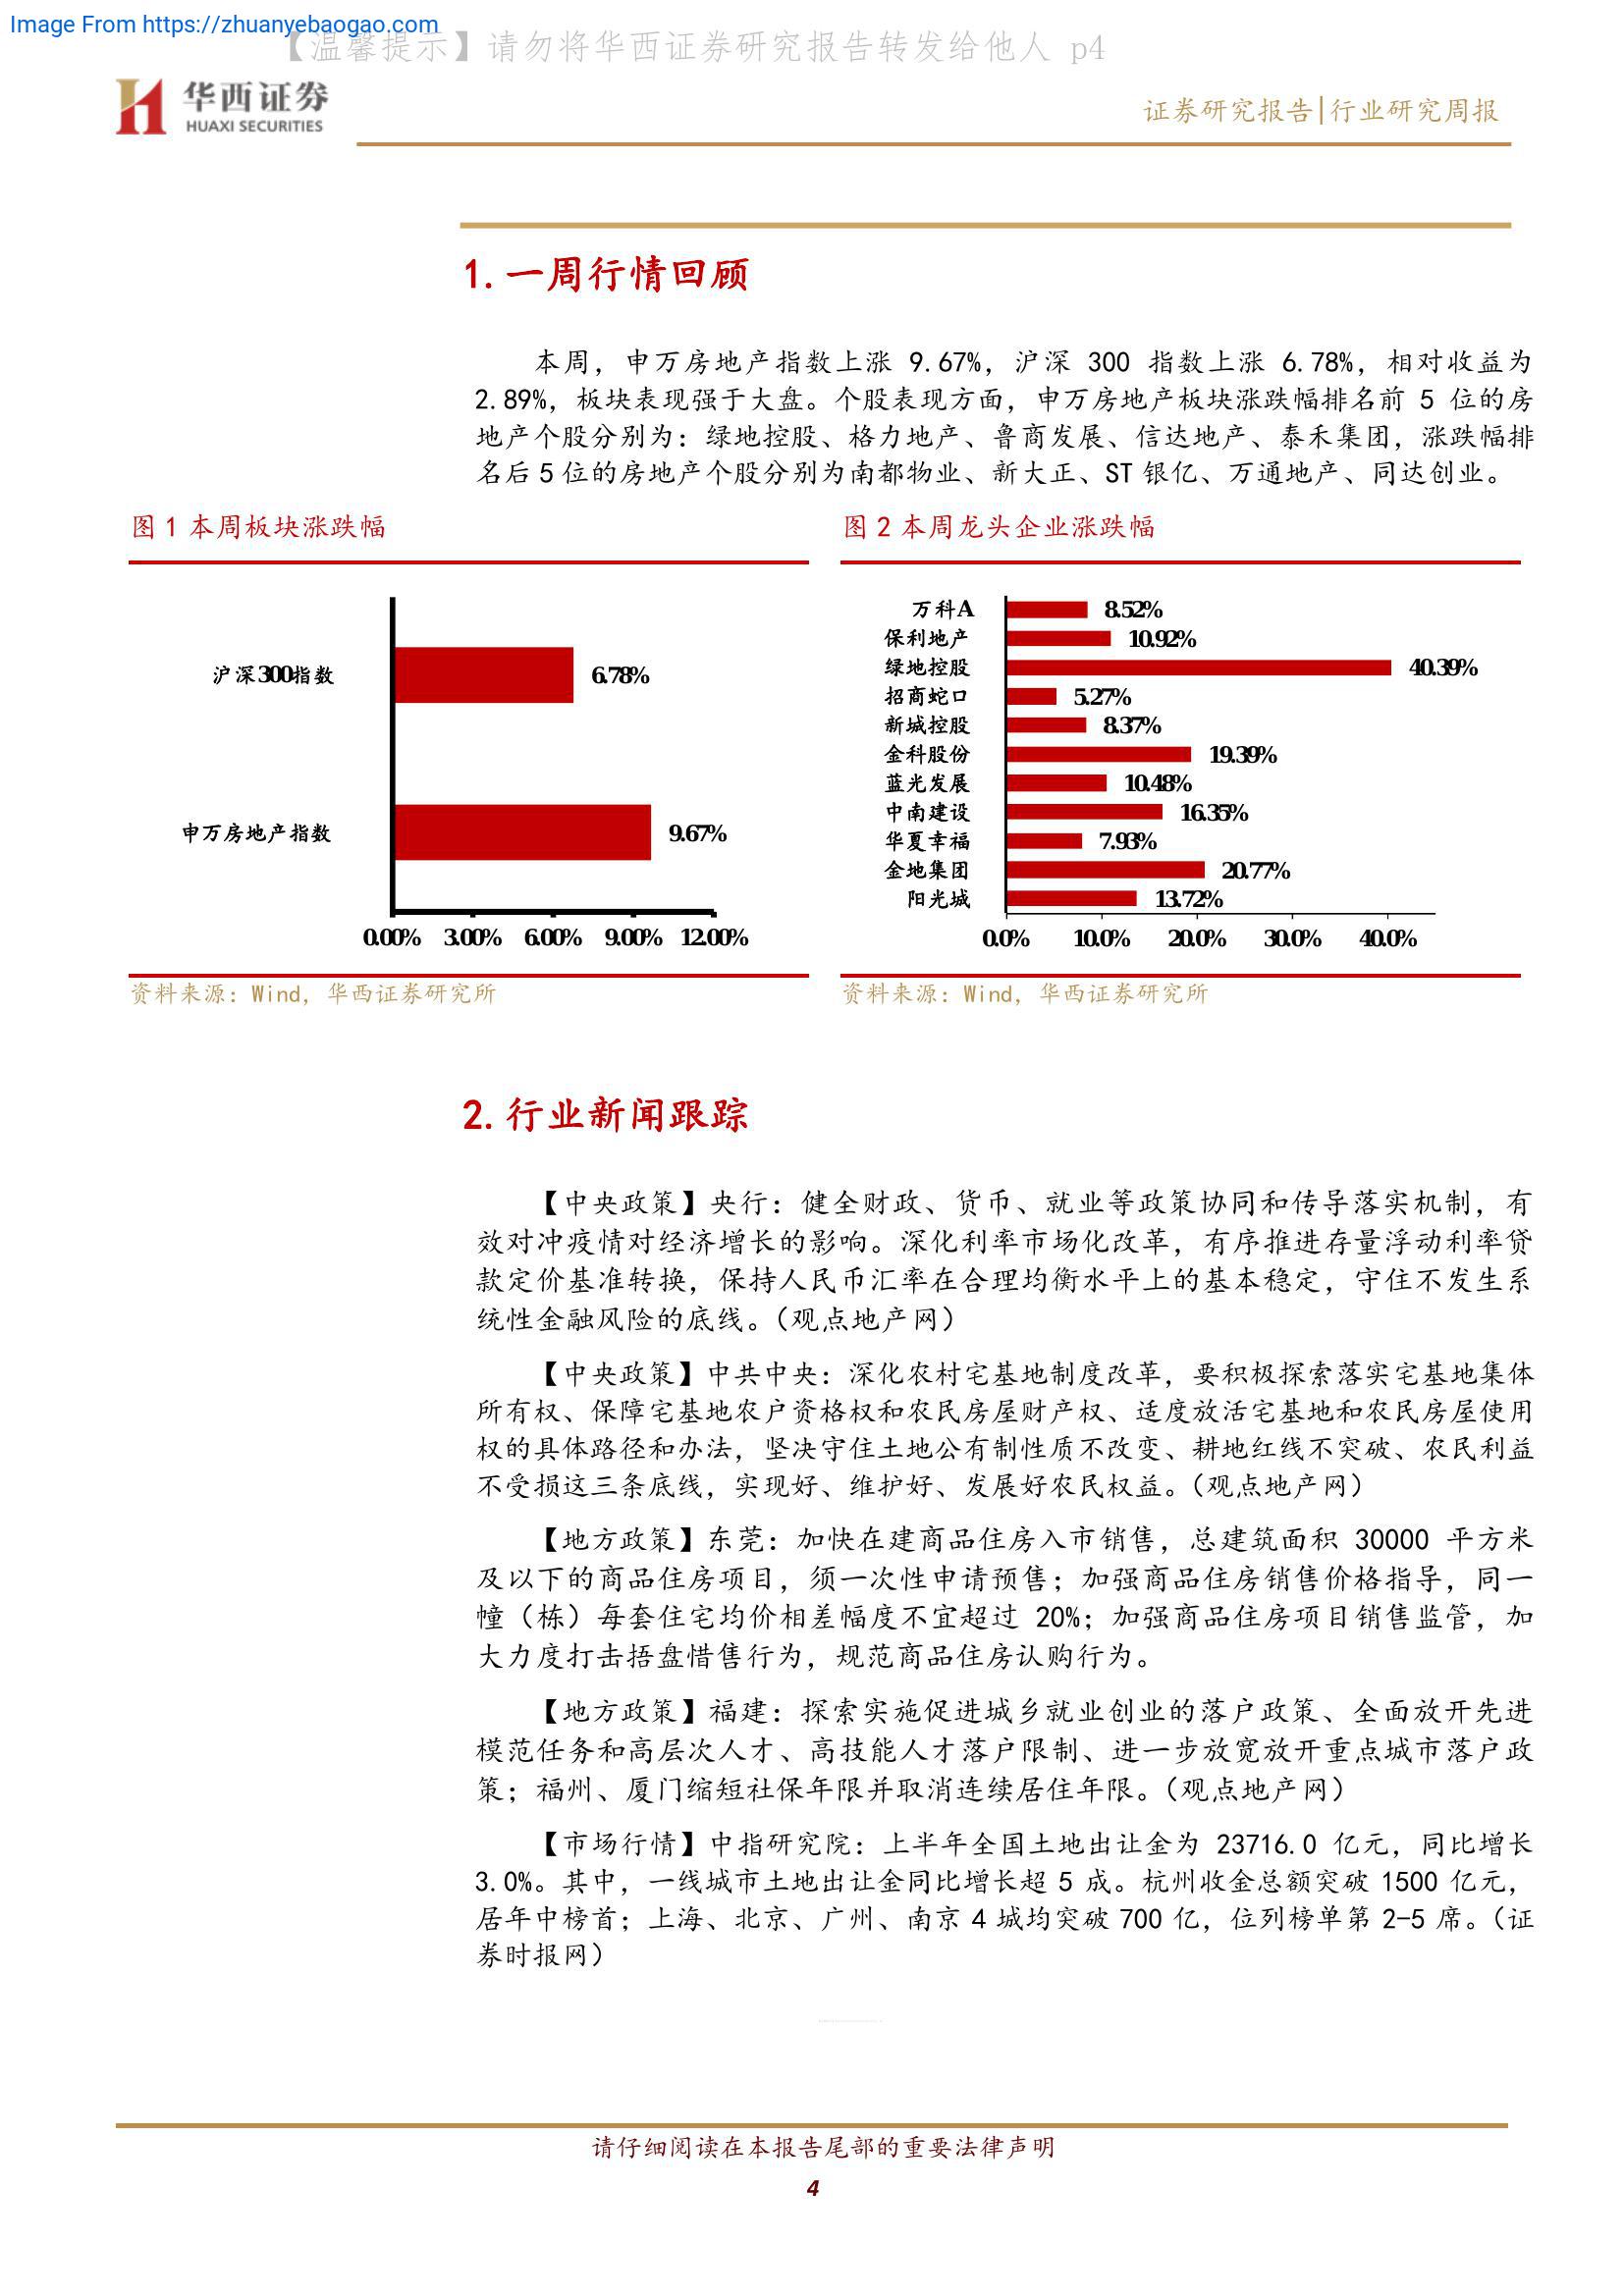 Image From https://zhuanyebaogao.com
【温馨提示】请勿将华西证券研究报告转发给他人 p4
华西证券
HUAXI SECURITIES
证券研究报告|行业研究周报
1.一周行情回顾
本周，申万房地产指数上涨 9.67%，沪深 300 指数上涨 6.78%，相对收益为
2.89%，板块表现强于大盘。个股表现方面，申万房地产板块涨跌幅排名前 5 位的房
地产个股分别为：绿地控股、格力地产、鲁商发展、信达地产、泰禾集团，涨跌幅排
名后 5 位的房地产个股分别为南都物业、新大正、ST 银亿、万通地产、同达创业。
图 1 本周板块涨跌幅
沪深300指数
6.78%
申万房地产指数
9.67%
0.00% 3.00% 6.00% 9.00% 12.00%
资料来源：Wind，华西证券研究所
图 2 本周龙头企业涨跌幅
万科A 8.52%
保利地产 10.92%
绿地控股 40.39%
招商蛇口 5.27%
新城控股 8.37%
金科股份 19.39%
蓝光发展 10.48%
中南建设 16.35%
华夏幸福 7.93%
金地集团 20.77%
阳光城 13.72%
0.0% 10.0% 20.0% 30.0% 40.0%
资料来源：Wind，华西证券研究所
2.行业新闻跟踪
【中央政策】央行：健全财政、货币、就业等政策协同和传导落实机制，有
效对冲疫情对经济增长的影响。深化利率市场化改革，有序推进存量浮动利率贷
款定价基准转换，保持人民币汇率在合理均衡水平上的基本稳定，守住不发生系
统性金融风险的底线。（观点地产网）
【中央政策】中共中央：深化农村宅基地制度改革，要积极探索落实宅基地集体
所有权、保障宅基地农户资格权和农民房屋财产权、适度放活宅基地和农民房屋使用
权的具体路径和办法，坚决守住土地公有制性质不改变、耕地红线不突破、农民利益
不受损这三条底线，实现好、维护好、发展好农民权益。（观点地产网）
【地方政策】东莞：加快在建商品住房入市销售，总建筑面积 30000 平方米
及以下的商品住房项目，须一次性申请预售；加强商品住房销售价格指导，同一
幢（栋）每套住宅均价相差幅度不宜超过 20%；加强商品住房项目销售监管，加
大力度打击捂盘惜售行为，规范商品住房认购行为。
【地方政策】福建：探索实施促进城乡就业创业的落户政策、全面放开先进
模范任务和高层次人才、高技能人才落户限制、进一步放宽放开重点城市落户政
策；福州、厦门缩短社保年限并取消连续居住年限。（观点地产网）
【市场行情】中指研究院：上半年全国土地出让金为 23716.0 亿元，同比增长
3.0%。其中，一线城市土地出让金同比增长超 5 成。杭州收金总额突破 1500 亿元，
居年中榜首；上海、北京、广州、南京 4 城均突破 700 亿，位列榜单第 2-5 席。（证
券时报网）
请仔细阅读在本报告尾部的重要法律声明
4